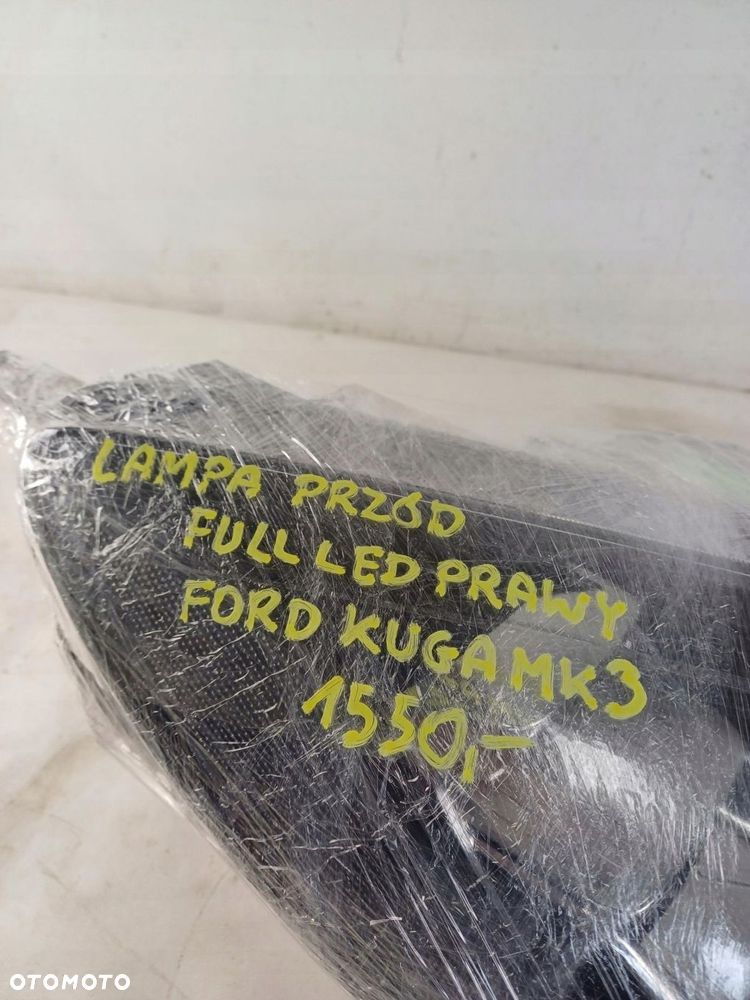 LAMPA PRZÓD
FULL LED PRAWY
FORD KUGA MK3
1550,-
OTOMOTO